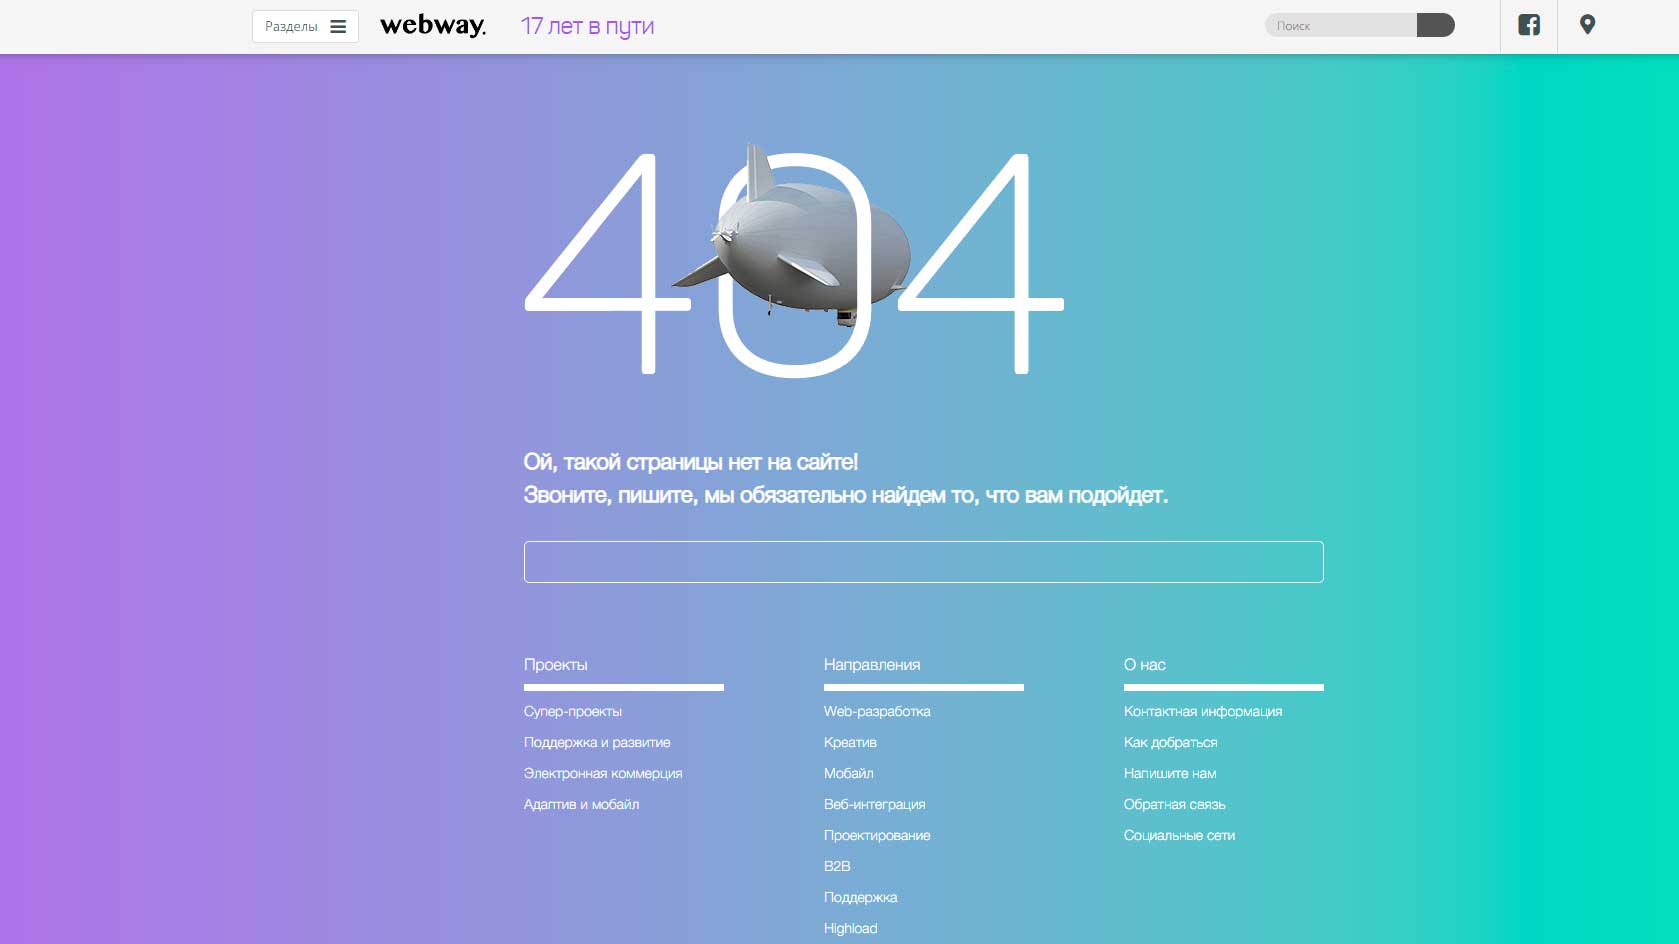 Разделы
webway.
17 лет в пути
Поиск
404
Ой, такой страницы нет на сайте!
Звоните, пишите, мы обязательно найдем то, что вам подойдет.
Проекты
Супер-проекты
Поддержка и развитие
Электронная коммерция
Адаптив и мобайл
Направления
Web-разработка
Креатив
Мобайл
Веб-интеграция
Проектирование
B2B
Поддержка
Highload
О нас
Контактная информация
Как добраться
Напишите нам
Обратная связь
Социальные сети